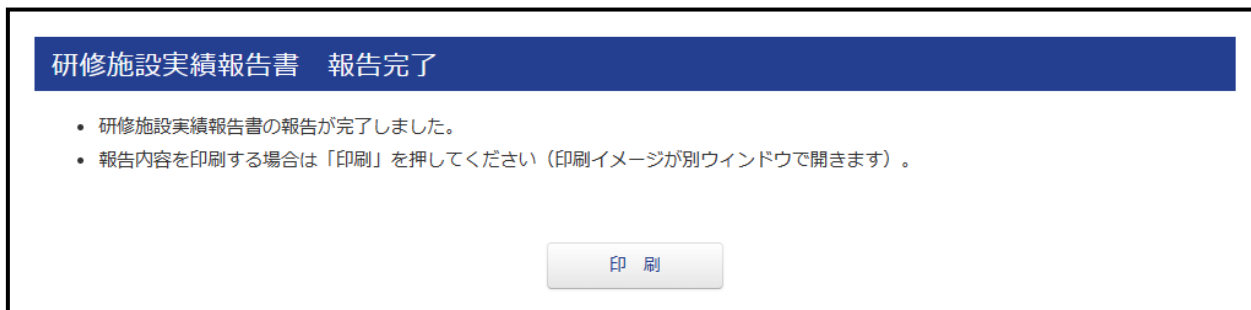 研修施設実績報告書　報告完了
• 研修施設実績報告書の報告が完了しました。
• 報告内容を印刷する場合は「印刷」を押してください（印刷イメージが別ウィンドウで開きます）。
印　刷